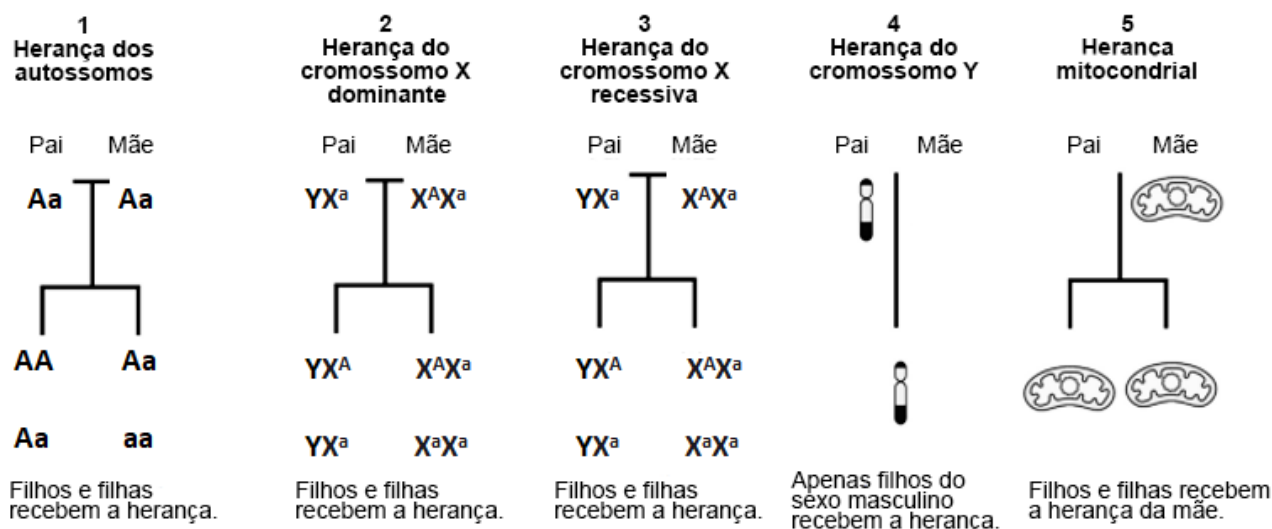 1
Herança dos
autossomos
Pai Mãe
Aa Aa
AA Aa
Aa aa
Filhos e filhas
recebem a herança.
2
Herança do
cromossomo X
dominante
Pai Mãe
YXᵃ XᴬXᵃ
YXᴬ XᴬXᵃ
YXᵃ XᵃXᵃ
Filhos e filhas
recebem a herança.
3
Herança do
cromossomo X
recessiva
Pai Mãe
YXᵃ XᴬXᵃ
YXᴬ XᴬXᵃ
YXᵃ XᵃXᵃ
Filhos e filhas
recebem a herança.
4
Herança do
cromossomo Y
Pai Mãe
Apenas filhos do
sexo masculino
recebem a herança.
5
Heranca
mitocondrial
Pai Mãe
Filhos e filhas recebem
a herança da mãe.